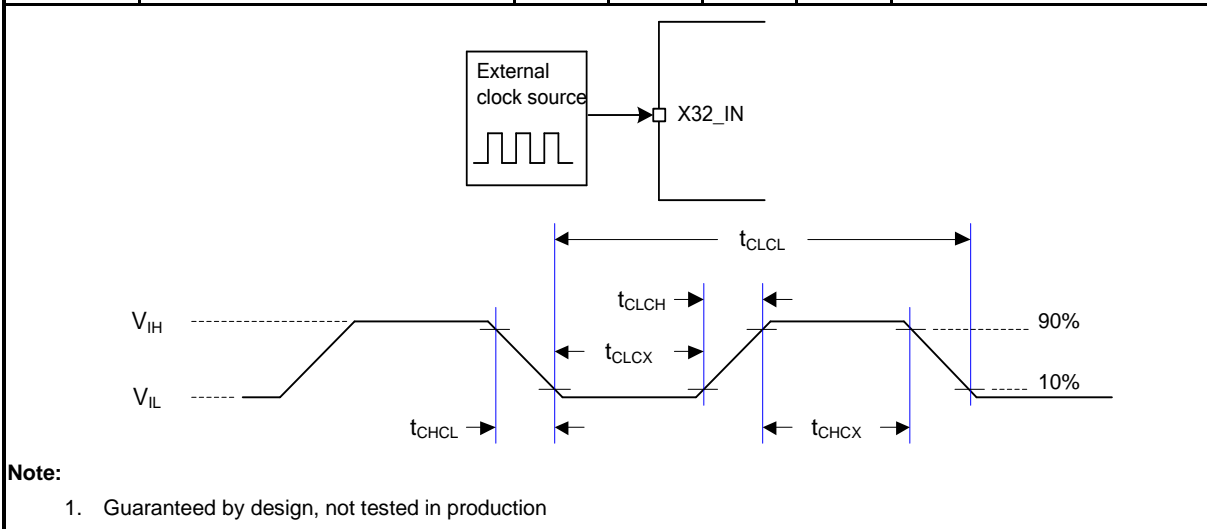 External
clock source
X32_IN
tCLCL
tCLCH
VIH
90%
tCLCX
VIL
10%
tCHCL
tCHCX
Note:
1. Guaranteed by design, not tested in production